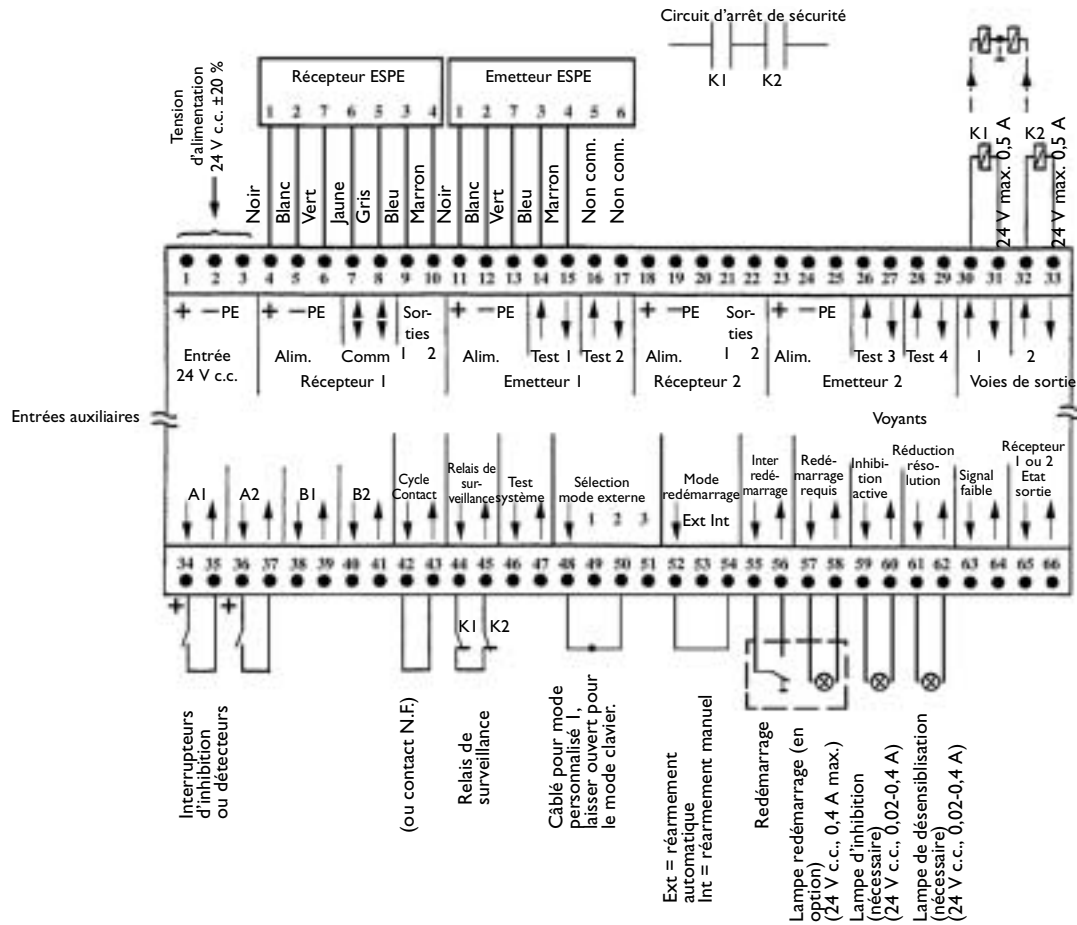 Circuit d'arrêt de sécurité
K1 K2
Tension
d'alimentation
24 V c.c. ±20 %
Récepteur ESPE
1 2 7 6 5 3 4
Emetteur ESPE
1 2 7 3 4 5 6
Noir
Blanc
Vert
Jaune
Gris
Bleu
Marron
Noir
Blanc
Vert
Bleu
Marron
Non conn.
Non conn.
K1
24 V max. 0,5 A
K2
24 V max. 0,5 A
1 2 3 4 5 6 7 8 9 10 11 12 13 14 15 16 17 18 19 20 21 22 23 24 25 26 27 28 29 30 31 32 33
+ − PE
Entrée
24 V c.c.
+ − PE
Alim.
Comm
Sor-
ties
1 2
Récepteur 1
+ − PE
Alim.
Test 1
Test 2
Emetteur 1
+ − PE
Alim.
Sor-
ties
1 2
Récepteur 2
+ − PE
Alim.
Test 3
Test 4
Emetteur 2
1 2
Voies de sortie
Entrées auxiliaires
Voyants
A1
A2
B1
B2
Cycle
Contact
Relais de
sur-
veillance
Test
système
Sélection
mode externe
1 2 3
Mode
redémarrage
Ext Int
Inter
redé-
marrage
Redé-
marrage
requis
Inhibi-
tion
active
Réduction
réso-
lution
Signal
faible
Récepteur
1 ou 2
Etat
sortie
34 35 36 37 38 39 40 41 42 43 44 45 46 47 48 49 50 51 52 53 54 55 56 57 58 59 60 61 62 63 64 65 66
+ +
K1 K2
Interrupteurs
d'inhibition
ou détecteurs
(ou contact N.F.)
Relais de
surveillance
Câblé pour mode
personnalisé 1,
laisser ouvert pour
le mode clavier.
Ext = réarmement
automatique
Int = réarmement manuel
Redémarrage
Lampe redémarrage (en
option)
(24 V c.c., 0,4 A max.)
Lampe d'inhibition
(nécessaire)
(24 V c.c., 0,02-0,4 A)
Lampe de désensiblisation
(nécessaire)
(24 V c.c., 0,02-0,4 A)